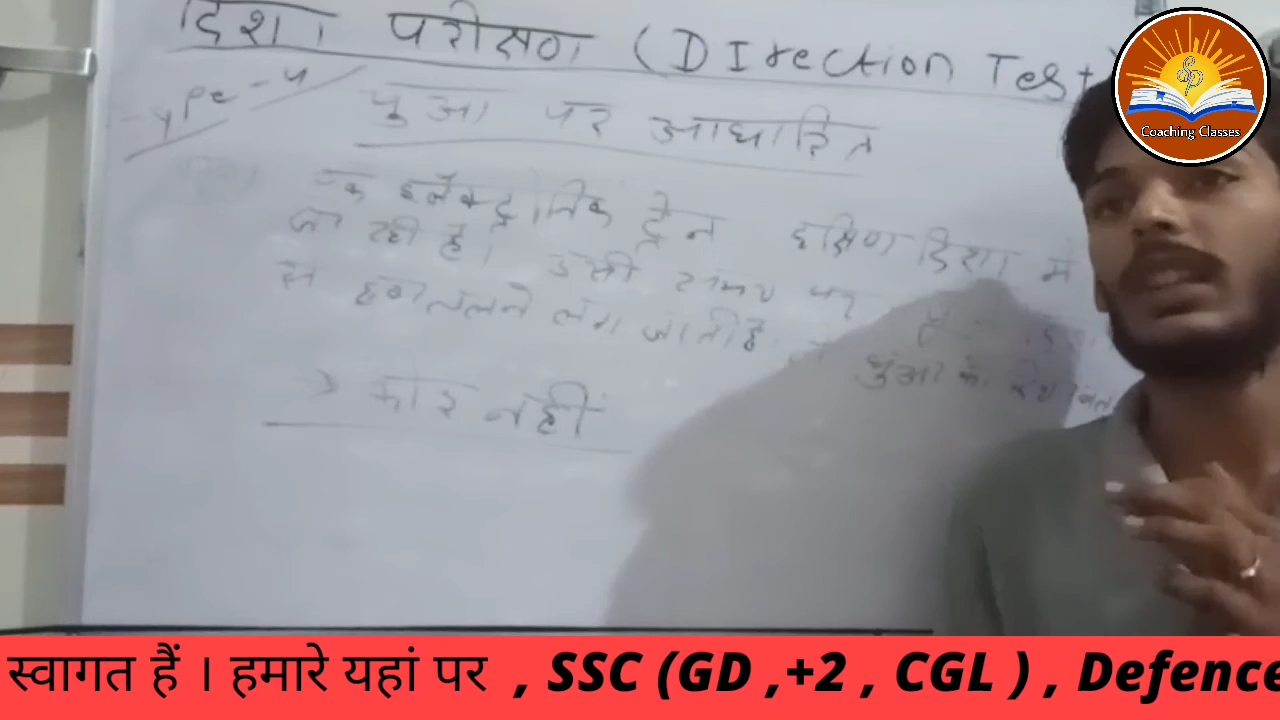 दिशा परीक्षण (DIrection Test)
Type - 4
धुआ पर आधारित
एक इलेक्ट्रोनिक ट्रेन दक्षिण दिशा में
जा रही है। उसी समय पर
से हवा चलने लग जाती है धुंआ की
कोर नहीं
Coaching Classes
स्वागत हैं । हमारे यहां पर , SSC (GD ,+2 , CGL ) , Defence